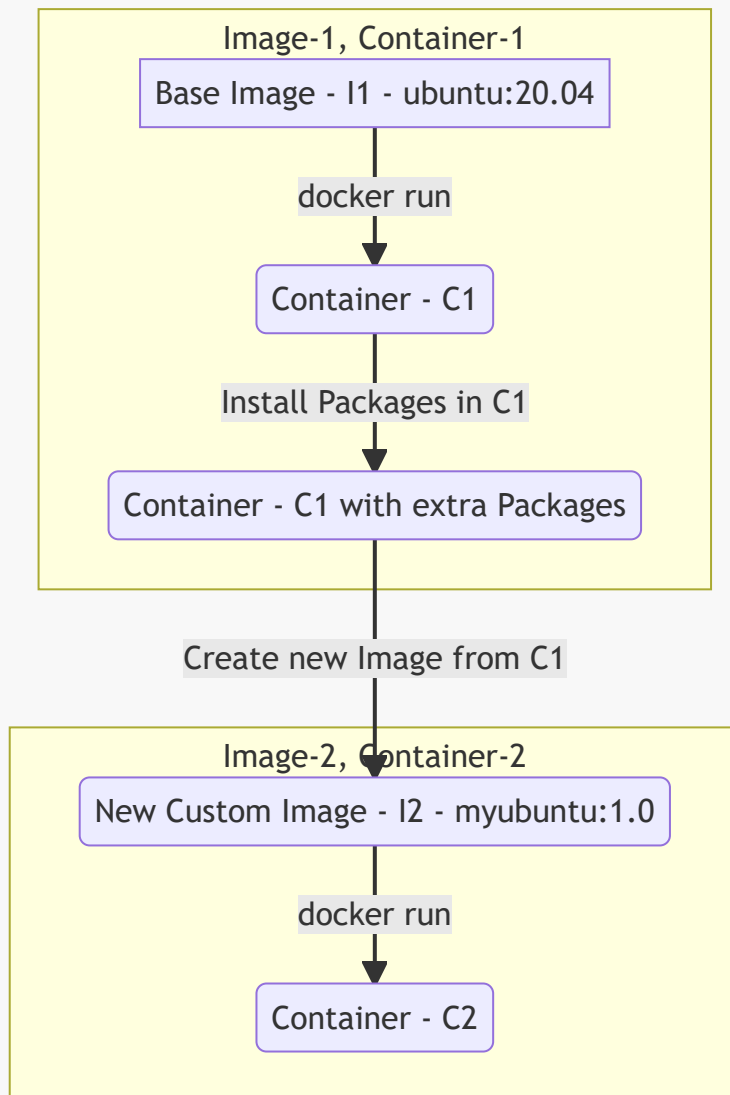 Image-1, Container-1
Base Image - I1 - ubuntu:20.04
docker run
Container - C1
Install Packages in C1
Container - C1 with extra Packages
Create new Image from C1
Image-2, Container-2
New Custom Image - I2 - myubuntu:1.0
docker run
Container - C2